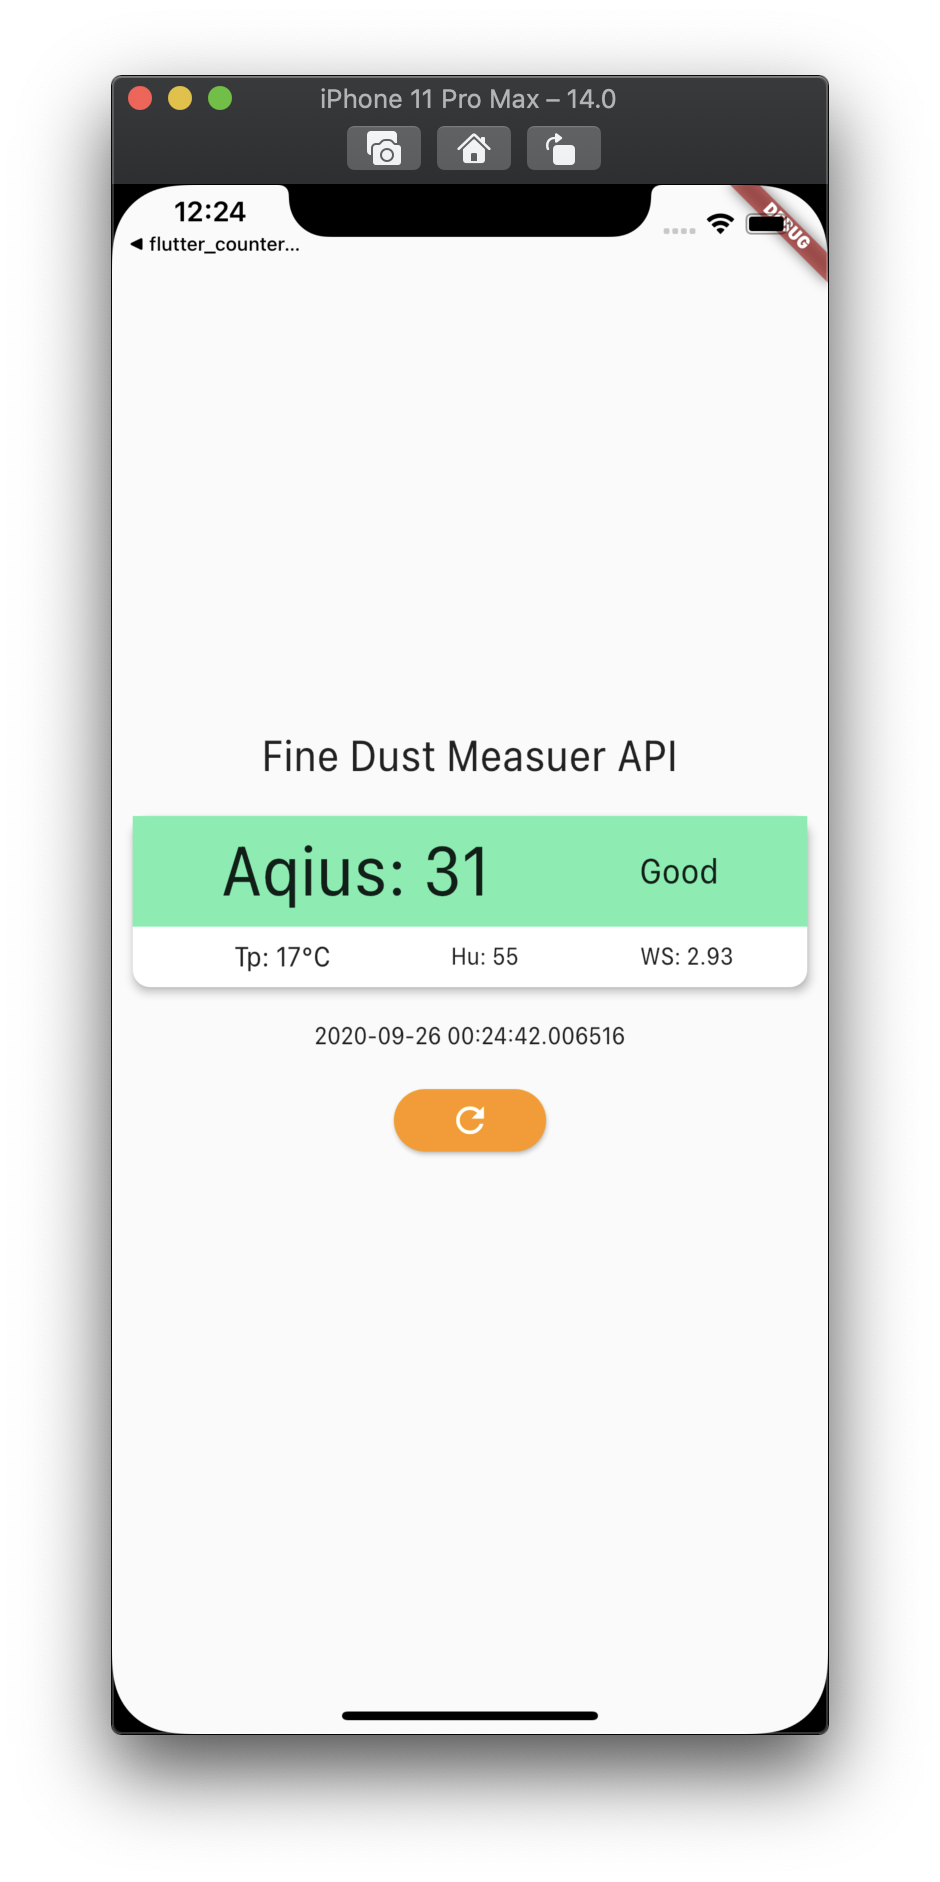 iPhone 11 Pro Max – 14.0
12:24
◀ flutter_counter...
DEBUG
Fine Dust Measuer API
Aqius: 31
Good
Tp: 17°C
Hu: 55
WS: 2.93
2020-09-26 00:24:42.006516